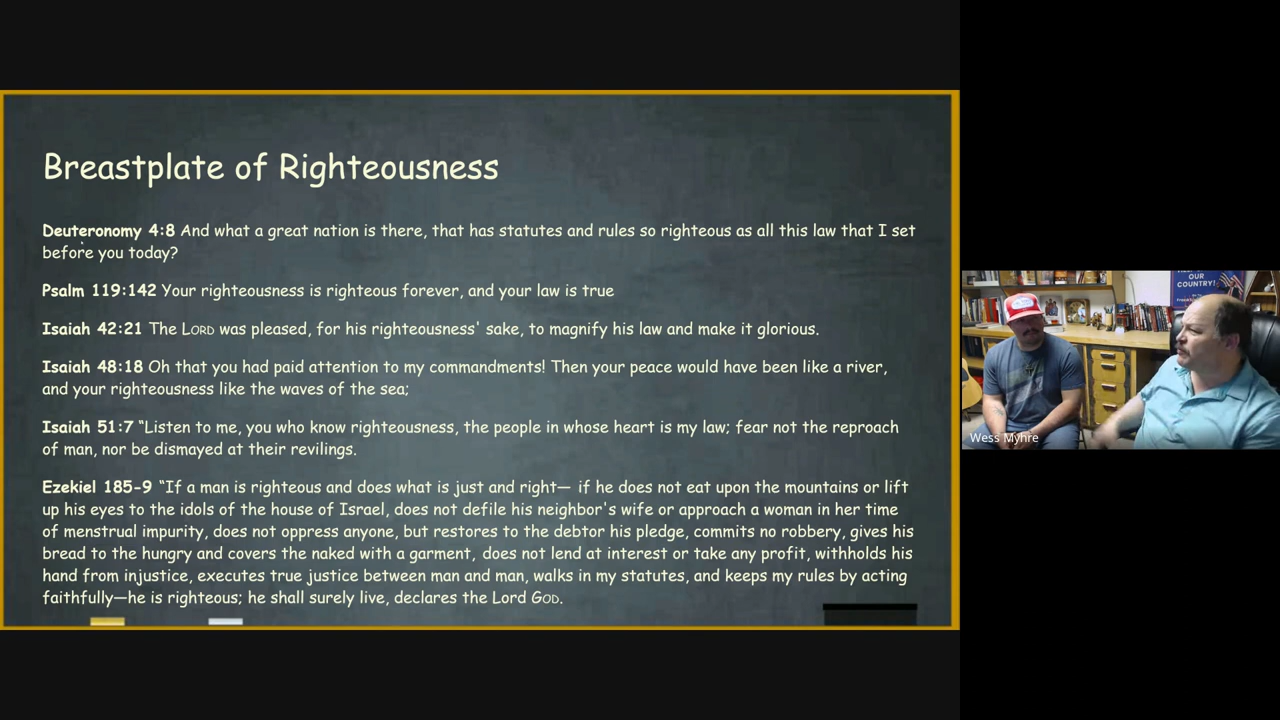 Breastplate of Righteousness
Deuteronomy 4:8 And what a great nation is there, that has statutes and rules so righteous as all this law that I set
before you today?
Psalm 119:142 Your righteousness is righteous forever, and your law is true
Isaiah 42:21 The LORD was pleased, for his righteousness' sake, to magnify his law and make it glorious.
Isaiah 48:18 Oh that you had paid attention to my commandments! Then your peace would have been like a river,
and your righteousness like the waves of the sea;
Isaiah 51:7 “Listen to me, you who know righteousness, the people in whose heart is my law; fear not the reproach
of man, nor be dismayed at their revilings.
Ezekiel 185-9 “If a man is righteous and does what is just and right— if he does not eat upon the mountains or lift
up his eyes to the idols of the house of Israel, does not defile his neighbor's wife or approach a woman in her time
of menstrual impurity, does not oppress anyone, but restores to the debtor his pledge, commits no robbery, gives his
bread to the hungry and covers the naked with a garment, does not lend at interest or take any profit, withholds his
hand from injustice, executes true justice between man and man, walks in my statutes, and keeps my rules by acting
faithfully—he is righteous; he shall surely live, declares the Lord GOD.
OUR
COUNTRY!
Wess Myhre